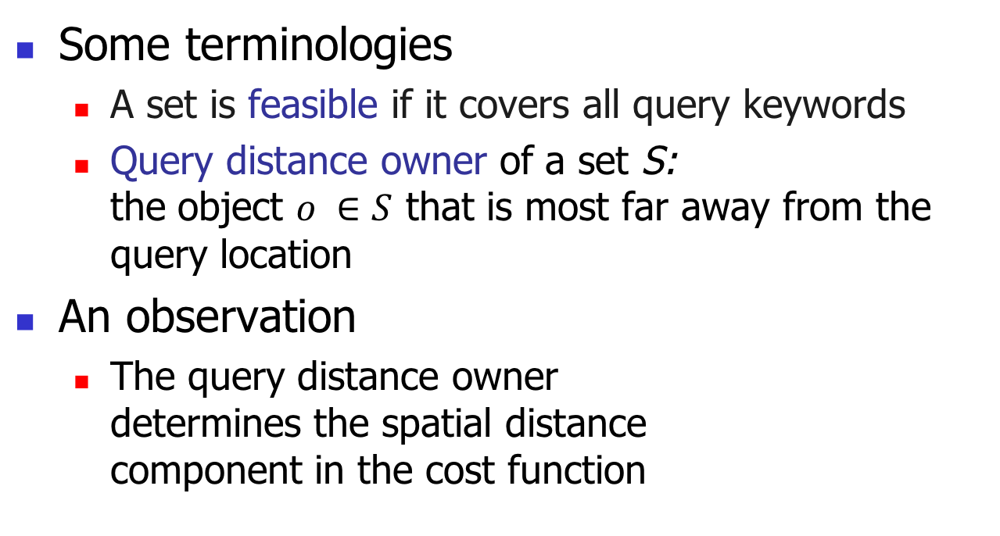 Some terminologies
A set is feasible if it covers all query keywords
Query distance owner of a set S:
the object o ∈ S that is most far away from the
query location
An observation
The query distance owner
determines the spatial distance
component in the cost function